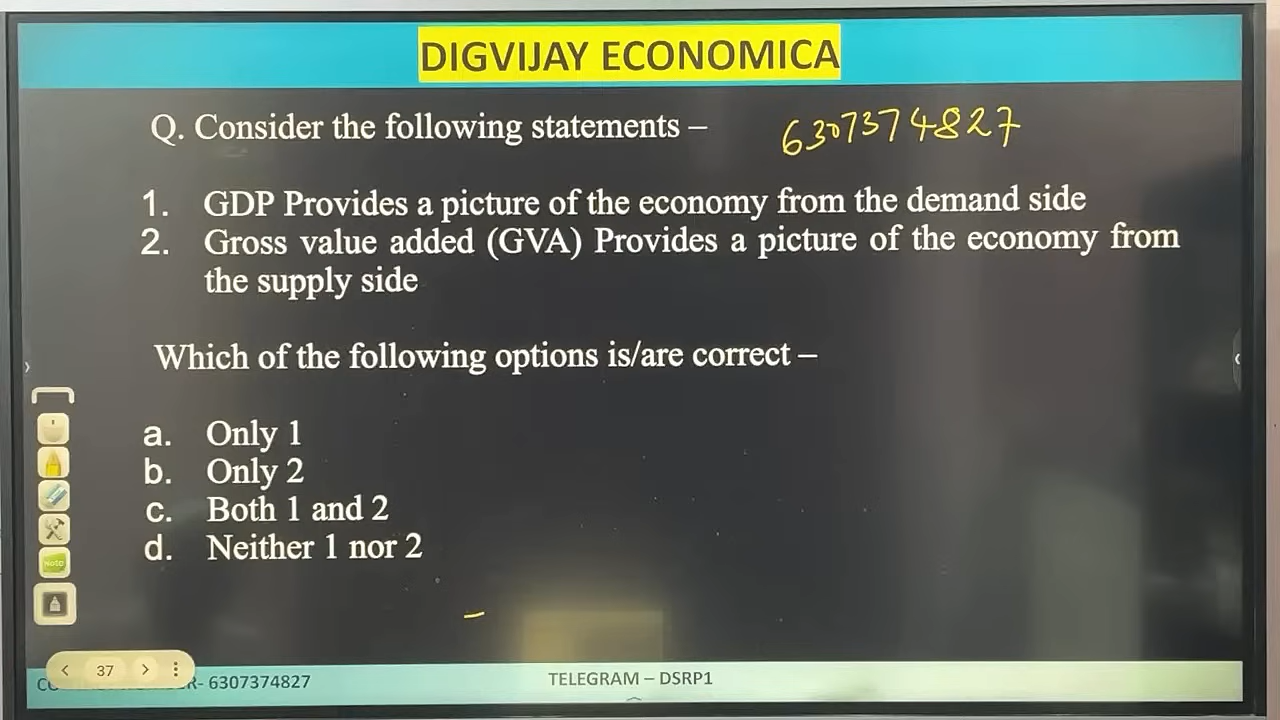 DIGVIJAY ECONOMICA
Q. Consider the following statements –
6307374827
1. GDP Provides a picture of the economy from the demand side
2. Gross value added (GVA) Provides a picture of the economy from
the supply side
Which of the following options is/are correct –
a. Only 1
b. Only 2
c. Both 1 and 2
d. Neither 1 nor 2
NOTE
37
R- 6307374827
TELEGRAM – DSRP1